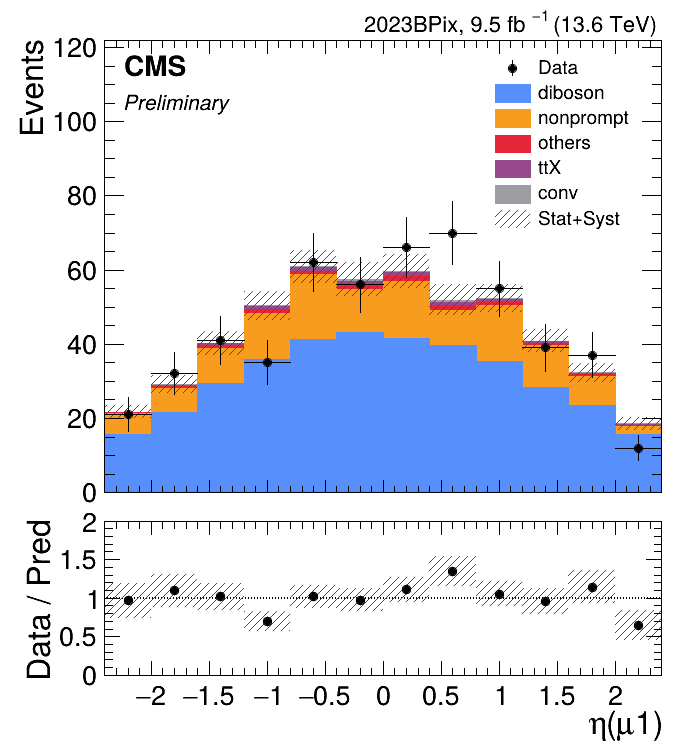 2023BPix, 9.5 fb⁻¹ (13.6 TeV)
Events
120
100
80
60
40
20
0
CMS
Preliminary
Data
diboson
nonprompt
others
ttX
conv
Stat+Syst
Data / Pred
2
1.5
1
0.5
0
−2 −1.5 −1 −0.5 0 0.5 1 1.5 2
η(μ1)